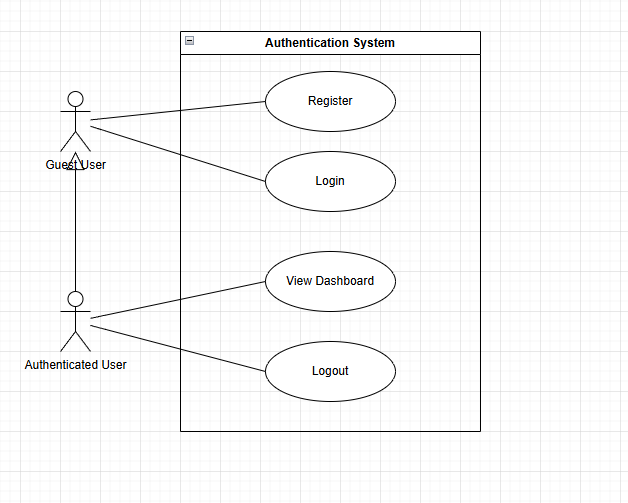 Authentication System
Register
Guest User
Login
View Dashboard
Authenticated User
Logout